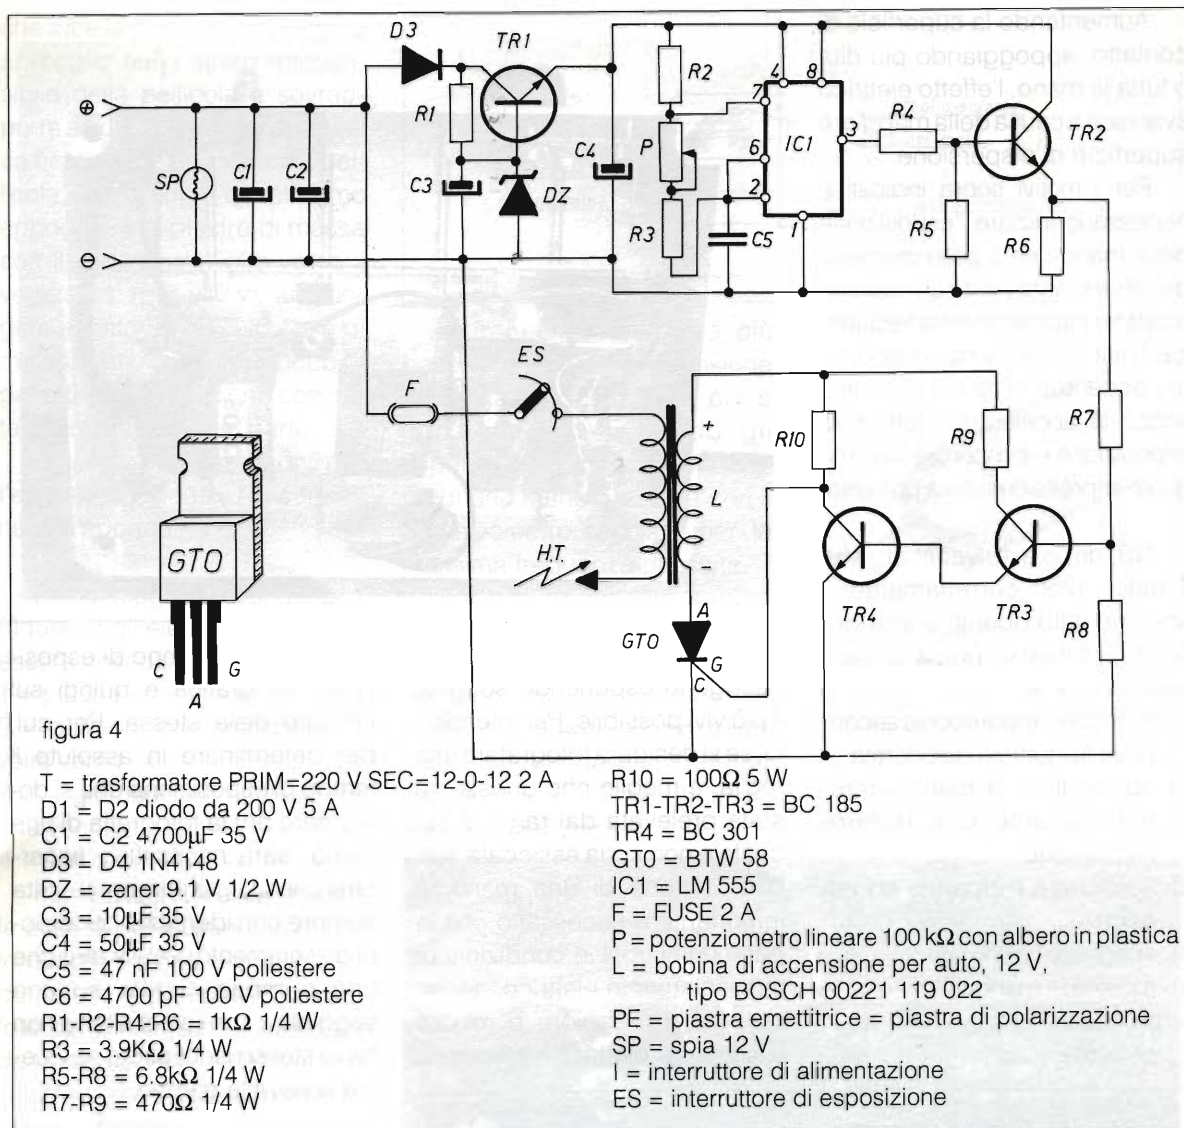 D3
TR1
R1
SP
C1
C2
C3
DZ
C4
R2
P
R3
4
8
7
6
2
3
1
IC1
C5
R4
R5
TR2
R6
R7
R8
F
ES
+
L
-
H.T.
R10
R9
TR4
TR3
A
GTO
G
C
GTO
C
A
G
figura 4
T = trasformatore PRIM=220 V SEC=12-0-12 2 A
D1 = D2 diodo da 200 V 5 A
C1 = C2 4700µF 35 V
D3 = D4 1N4148
DZ = zener 9,1 V 1/2 W
C3 = 10µF 35 V
C4 = 50µF 35 V
C5 = 47 nF 100 V poliestere
C6 = 4700 pF 100 V poliestere
R1-R2-R4-R6 = 1kΩ 1/4 W
R3 = 3.9KΩ 1/4 W
R5-R8 = 6.8kΩ 1/4 W
R7-R9 = 470Ω 1/4 W
R10 = 100Ω 5 W
TR1-TR2-TR3 = BC 185
TR4 = BC 301
GT0 = BTW 58
IC1 = LM 555
F = FUSE 2 A
P = potenziometro lineare 100 kΩ con albero in plastica
L = bobina di accensione per auto, 12 V,
tipo BOSCH 00221 119 022
PE = piastra emettitrice = piastra di polarizzazione
SP = spia 12 V
I = interruttore di alimentazione
ES = interruttore di esposizione